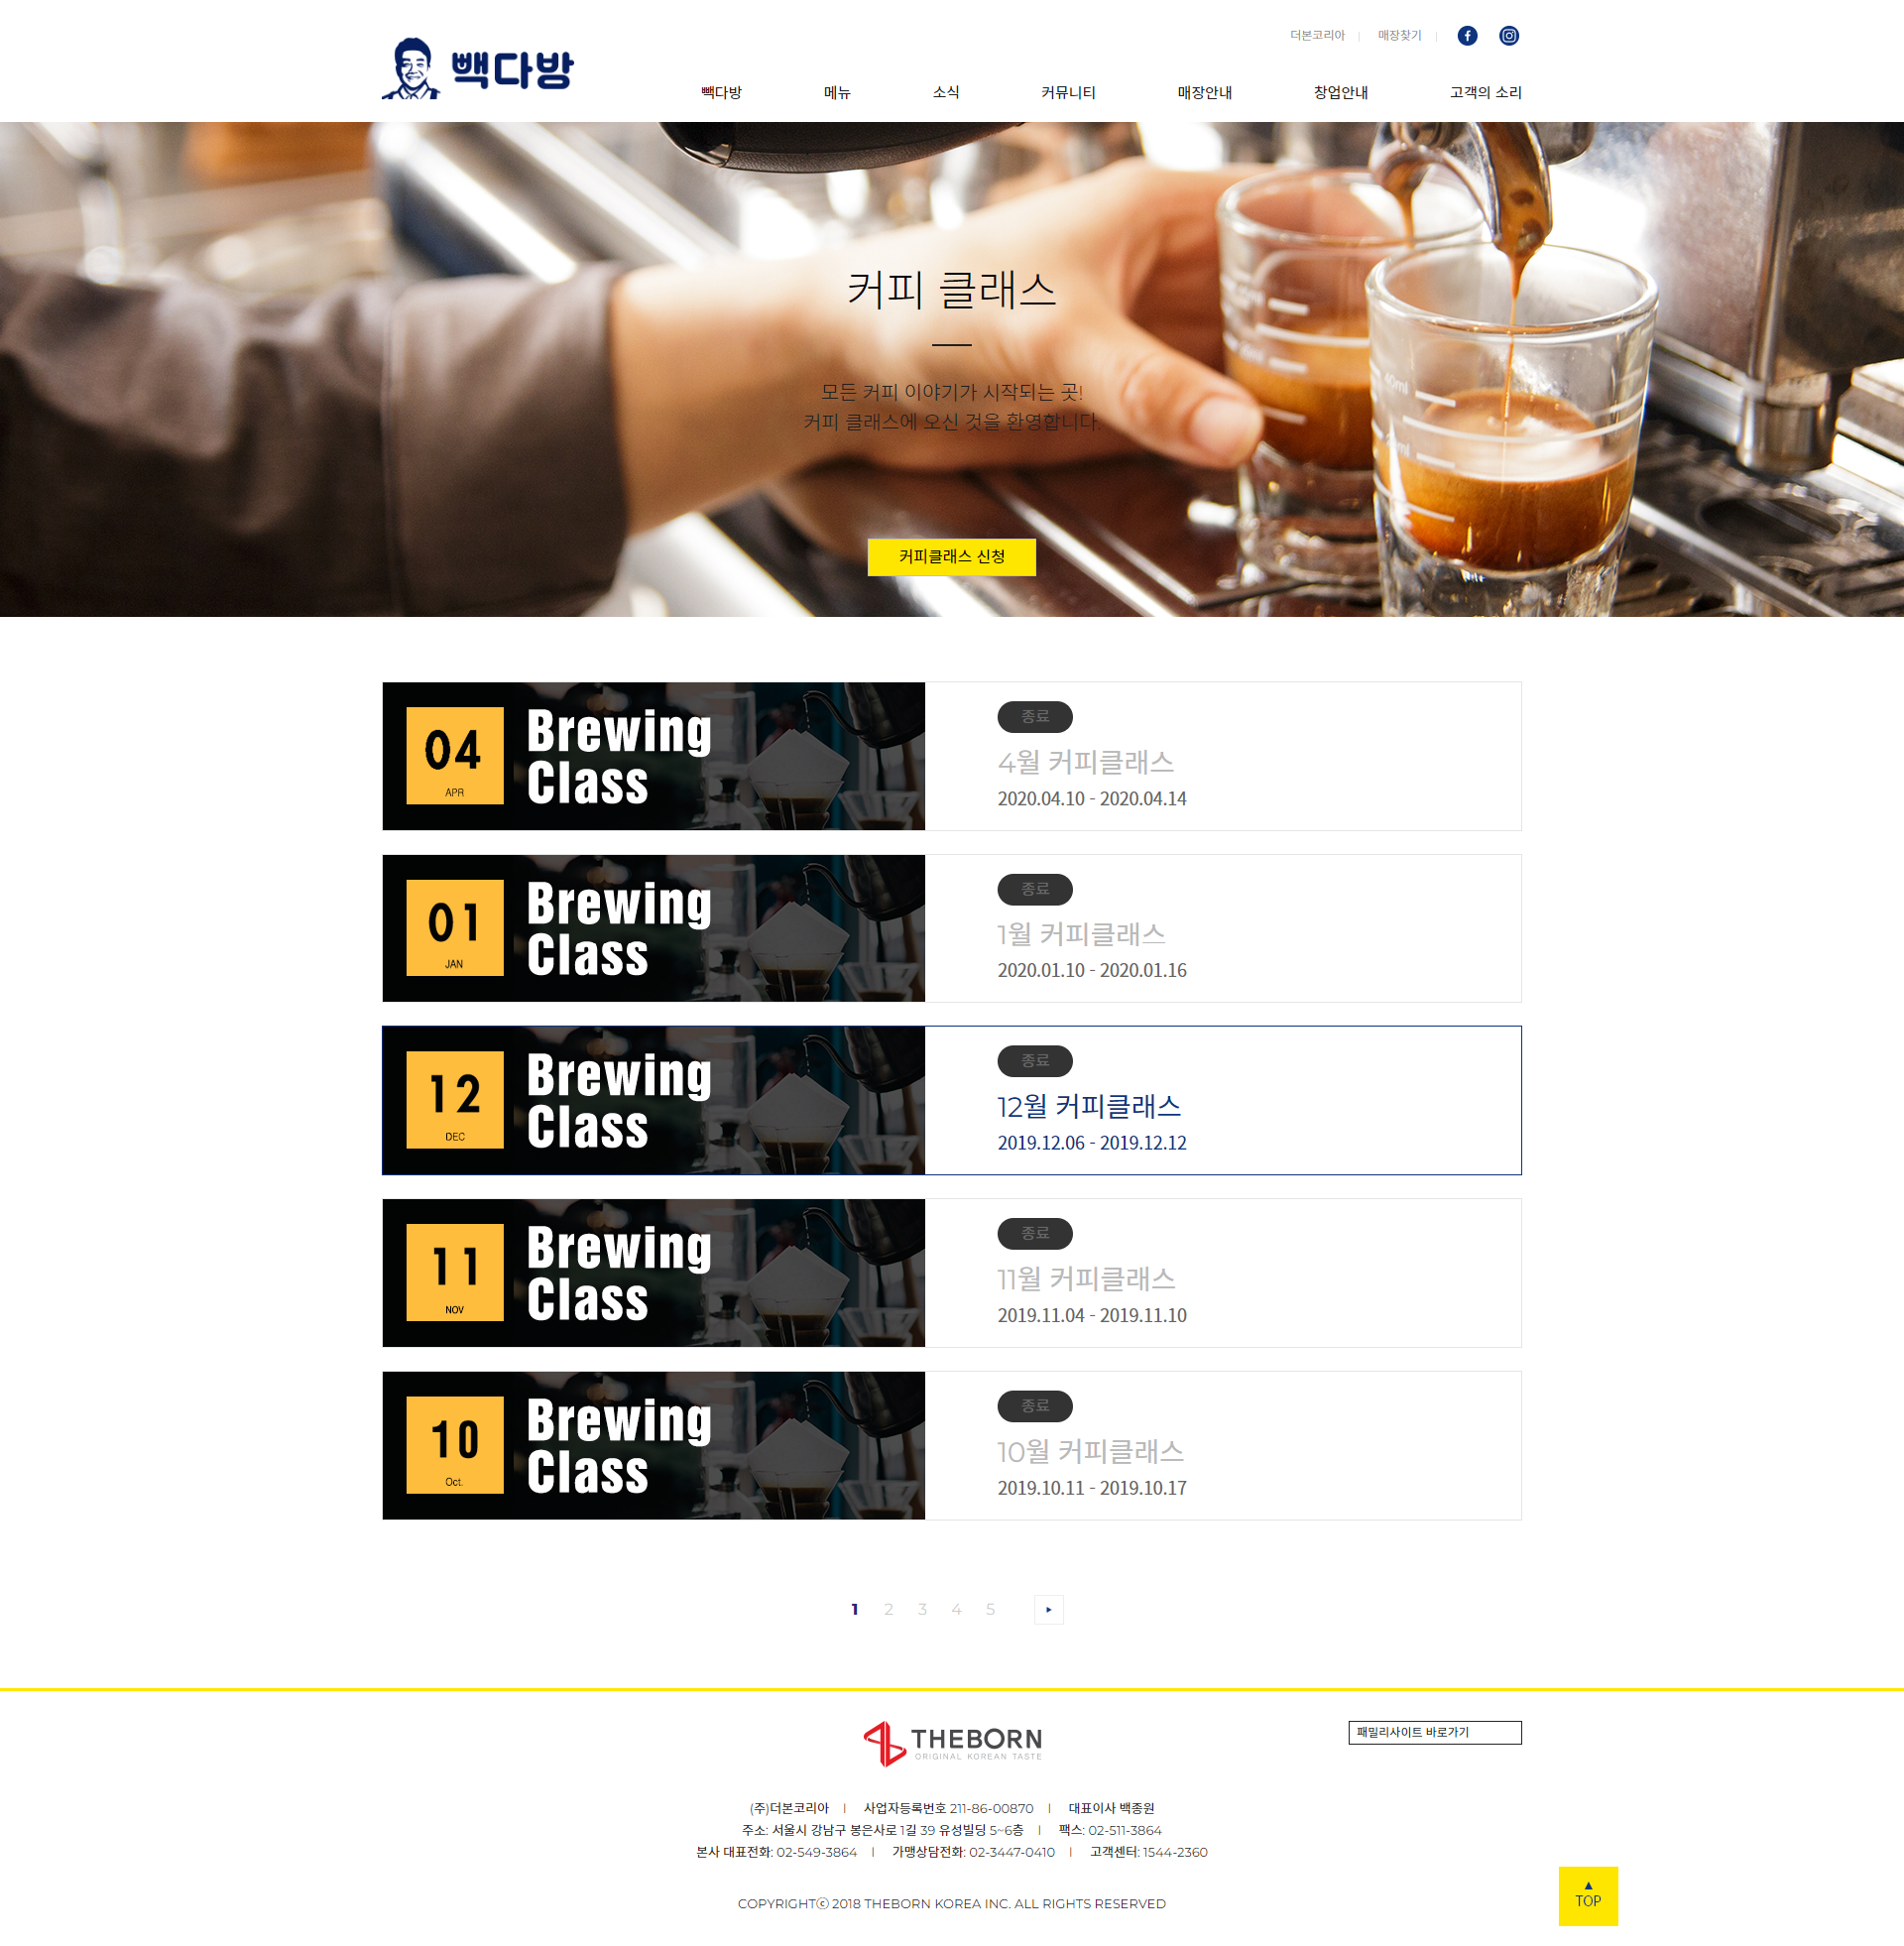 더본코리아 | 매장찾기 |
빽다방
빽다방 메뉴 소식 커뮤니티 매장안내 창업안내 고객의 소리
커피 클래스
모든 커피 이야기가 시작되는 곳!
커피 클래스에 오신 것을 환영합니다.
커피클래스 신청
04
APR
Brewing
Class
종료
4월 커피클래스
2020.04.10 - 2020.04.14
01
JAN
Brewing
Class
종료
1월 커피클래스
2020.01.10 - 2020.01.16
12
DEC
Brewing
Class
종료
12월 커피클래스
2019.12.06 - 2019.12.12
11
NOV
Brewing
Class
종료
11월 커피클래스
2019.11.04 - 2019.11.10
10
Oct.
Brewing
Class
종료
10월 커피클래스
2019.10.11 - 2019.10.17
1 2 3 4 5
THEBORN
ORIGINAL KOREAN TASTE
패밀리사이트 바로가기
(주)더본코리아 | 사업자등록번호 211-86-00870 | 대표이사 백종원
주소: 서울시 강남구 봉은사로 1길 39 유성빌딩 5~6층 | 팩스: 02-511-3864
본사 대표전화: 02-549-3864 | 가맹상담전화: 02-3447-0410 | 고객센터: 1544-2360
COPYRIGHTⓒ 2018 THEBORN KOREA INC. ALL RIGHTS RESERVED
▲
TOP